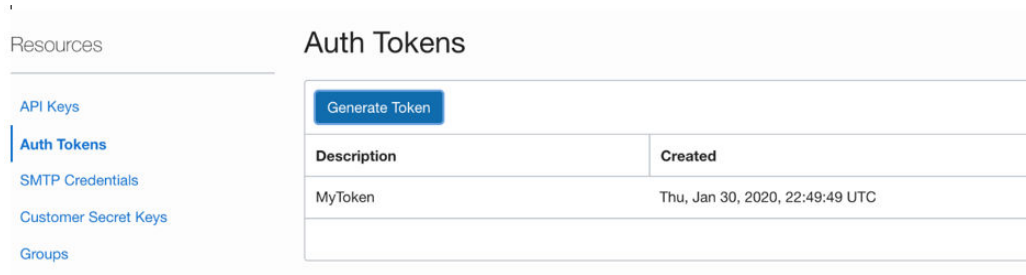 Resources
API Keys
Auth Tokens
SMTP Credentials
Customer Secret Keys
Groups
Auth Tokens
Generate Token
Description Created
MyToken Thu, Jan 30, 2020, 22:49:49 UTC